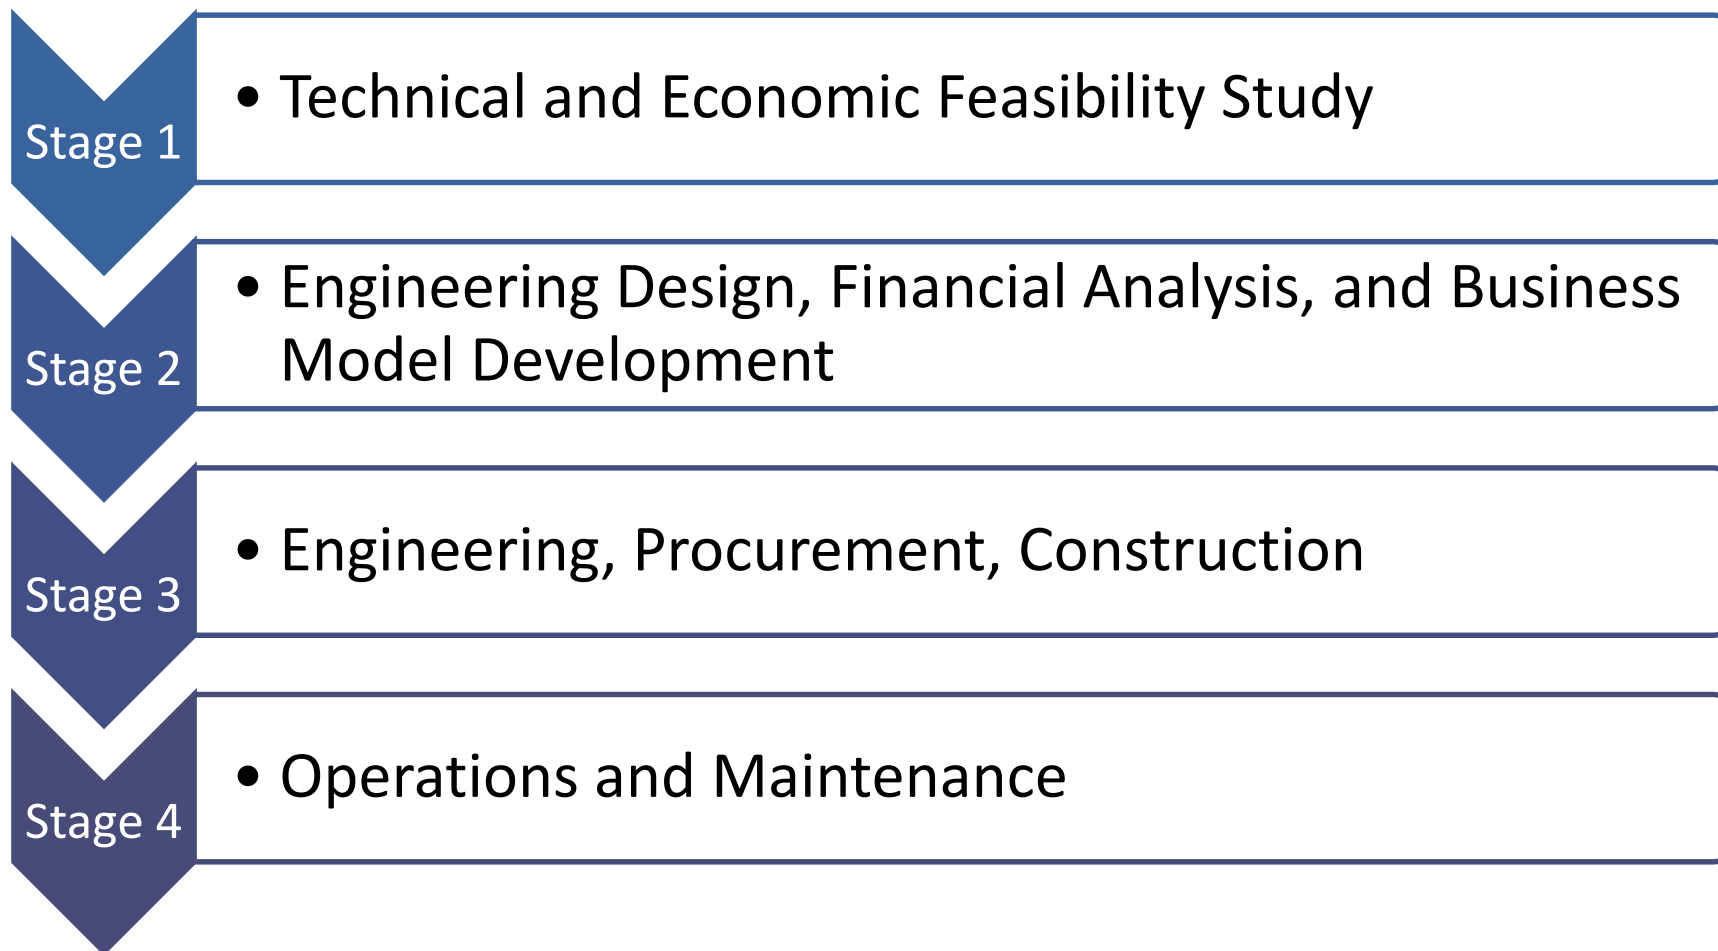 Stage 1
• Technical and Economic Feasibility Study
Stage 2
• Engineering Design, Financial Analysis, and Business
Model Development
Stage 3
• Engineering, Procurement, Construction
Stage 4
• Operations and Maintenance